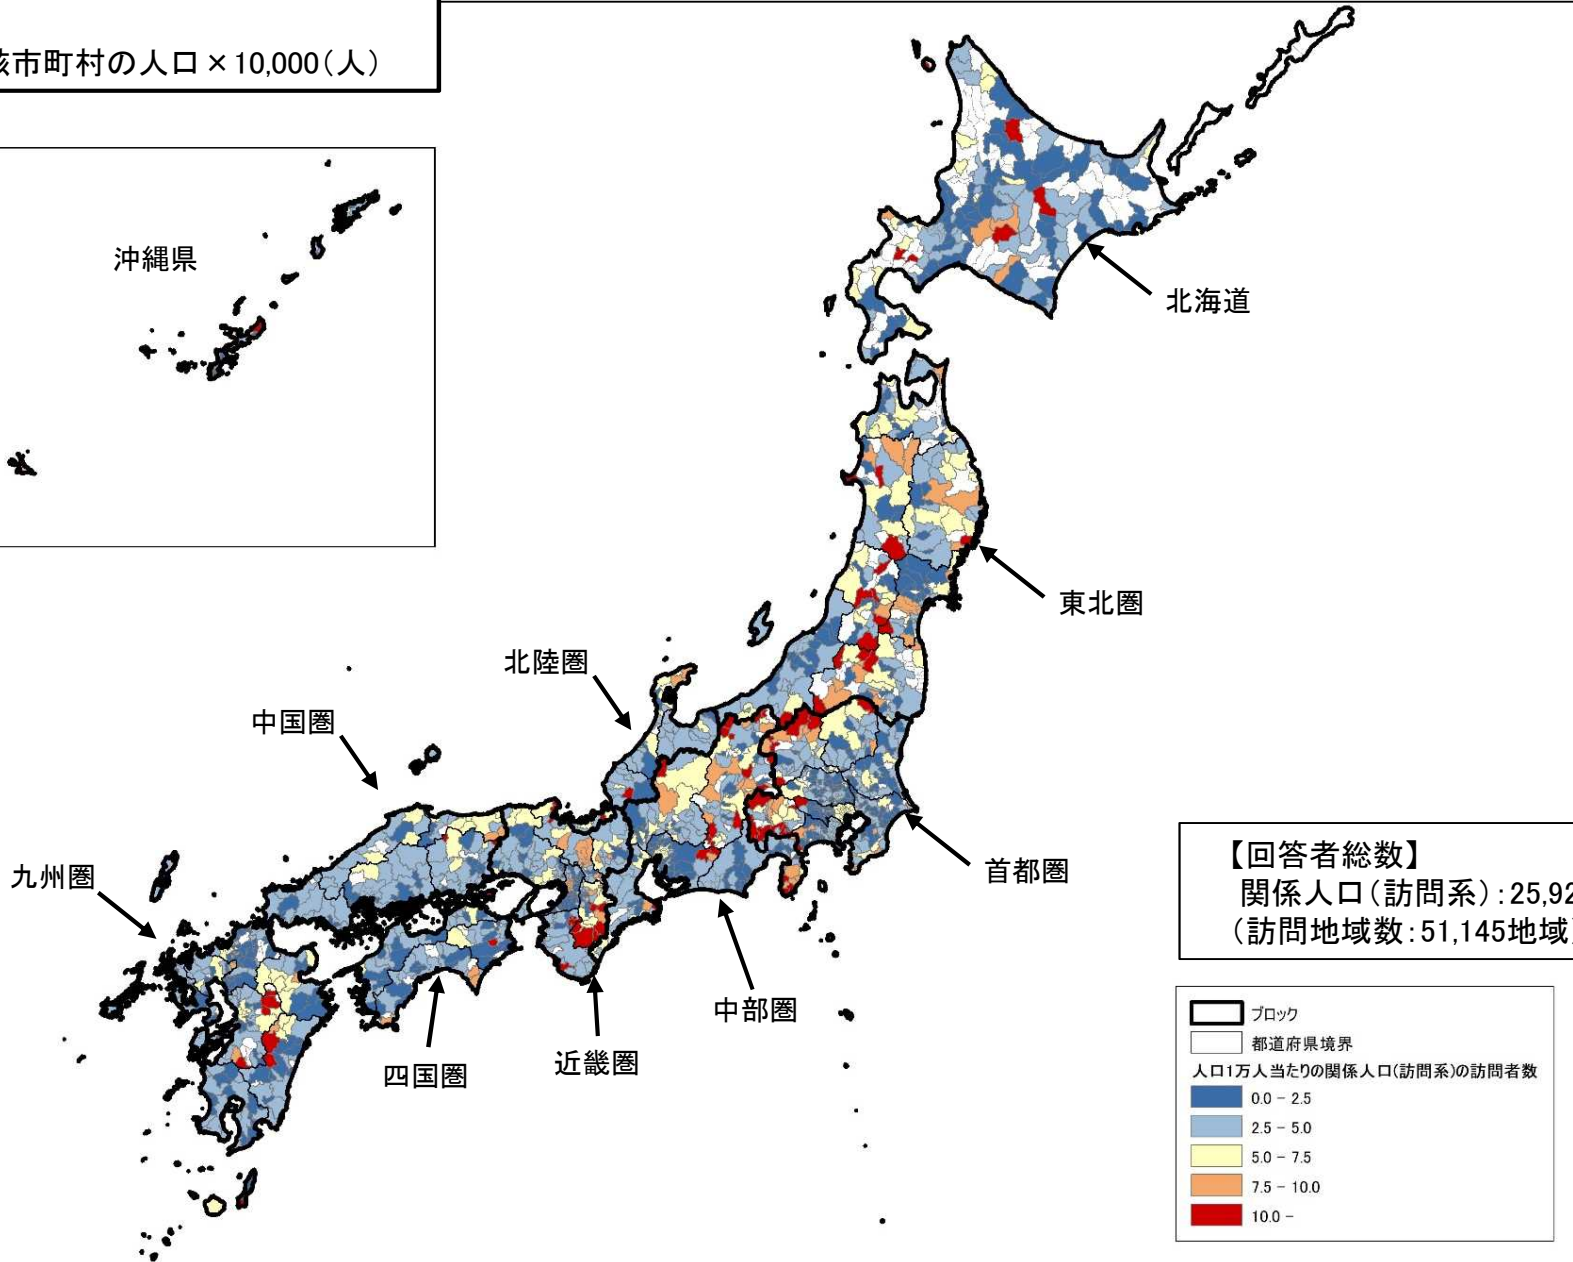 該市町村の人口×10,000(人)
沖縄県
北海道
東北圏
北陸圏
中国圏
九州圏
首都圏
中部圏
近畿圏
四国圏
【回答者総数】
関係人口(訪問系):25,92
(訪問地域数:51,145地域)
ブロック
都道府県境界
人口1万人当たりの関係人口(訪問系)の訪問者数
0.0 - 2.5
2.5 - 5.0
5.0 - 7.5
7.5 - 10.0
10.0 -